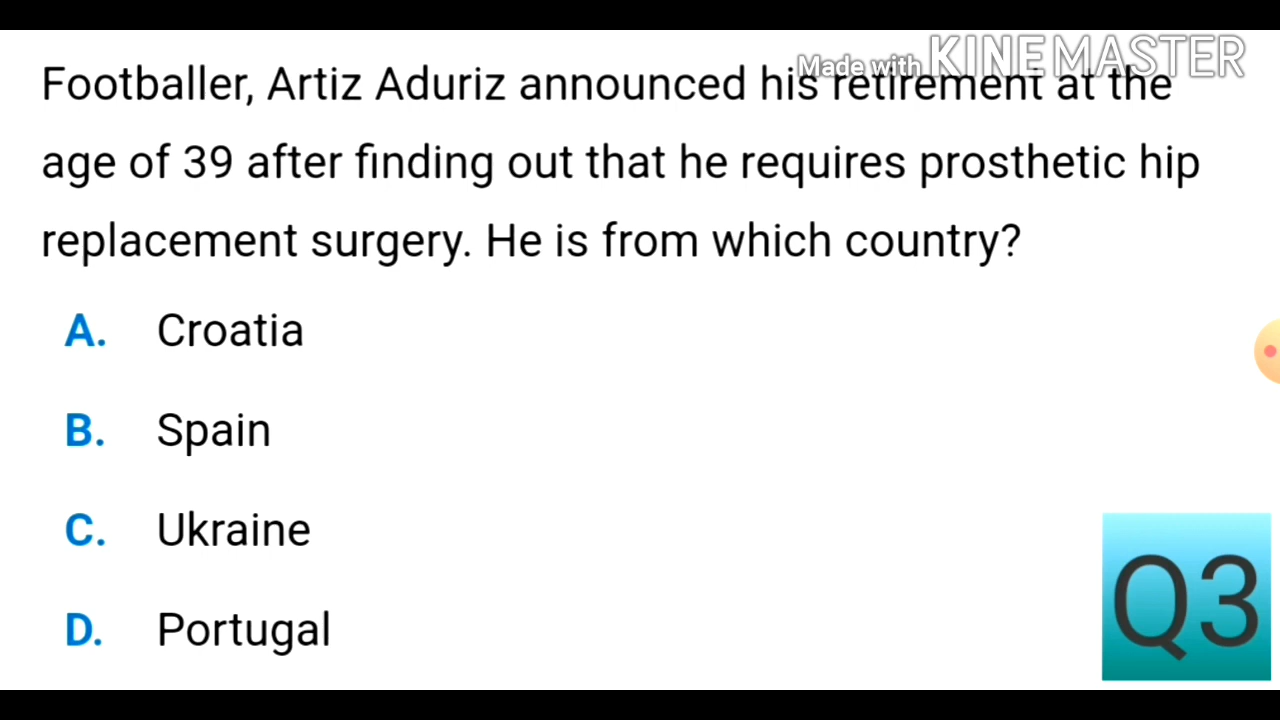 Made with KINEMASTER
Footballer, Artiz Aduriz announced his retirement at the
age of 39 after finding out that he requires prosthetic hip
replacement surgery. He is from which country?
A. Croatia
B. Spain
C. Ukraine
D. Portugal
Q3